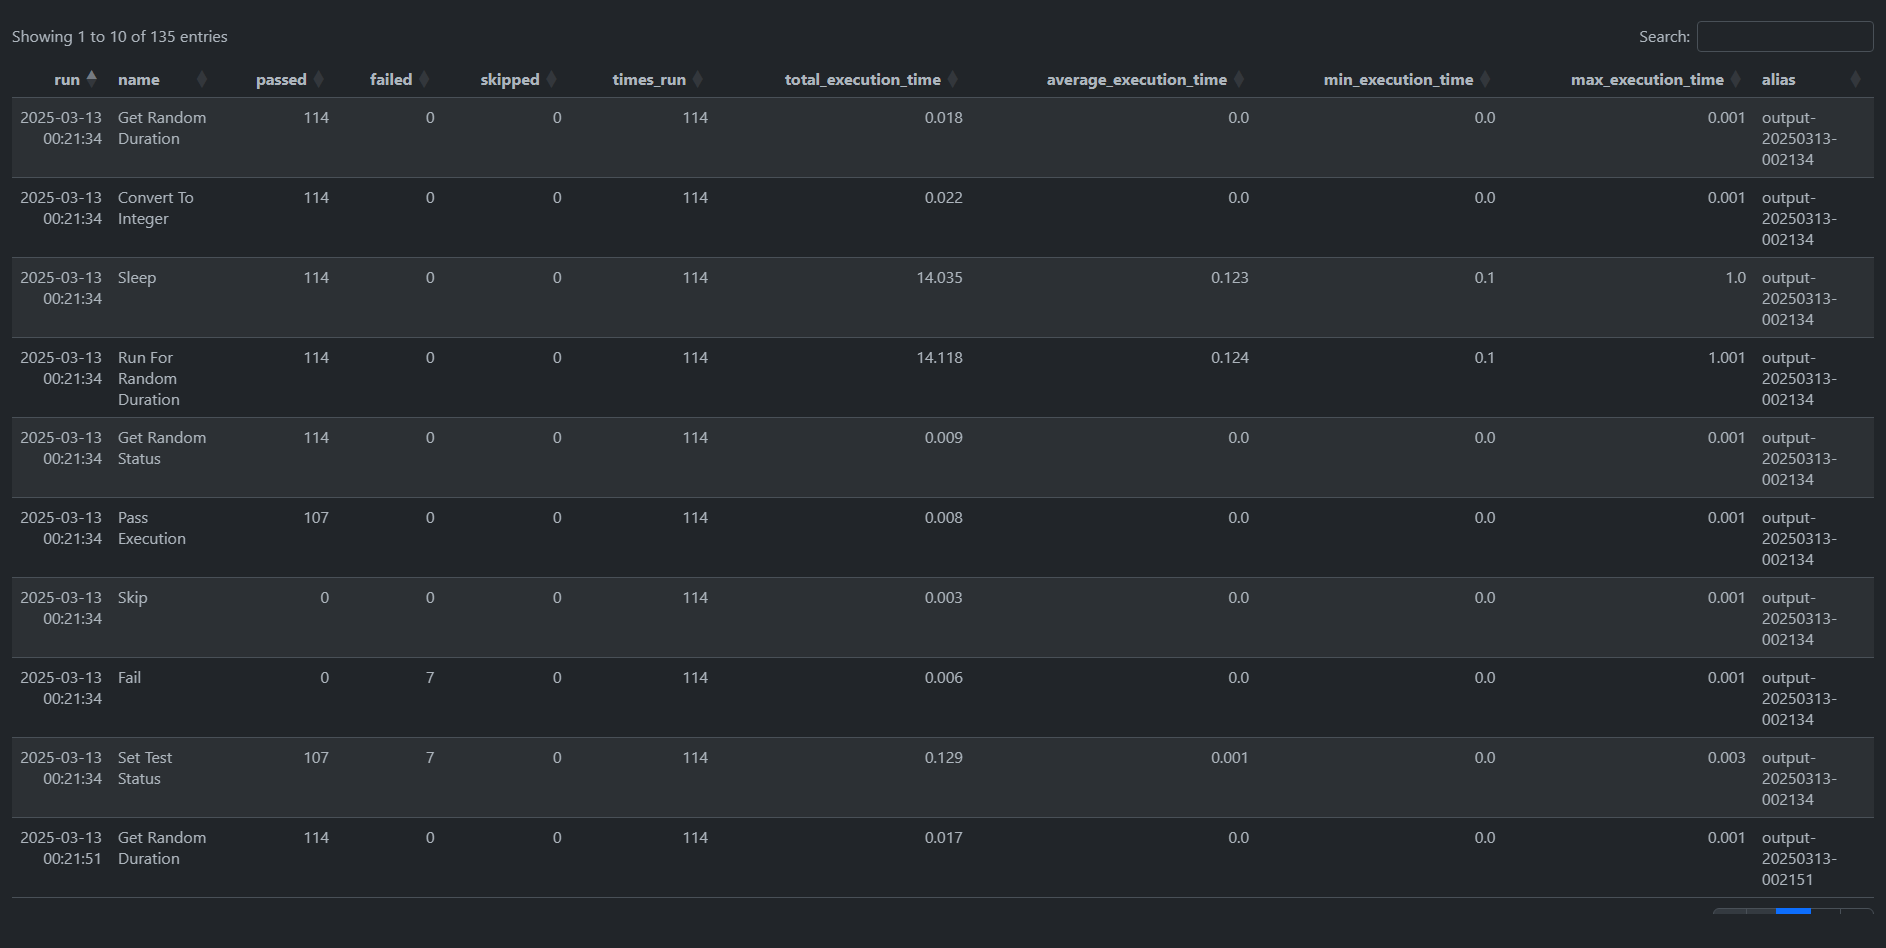 Showing 1 to 10 of 135 entries
Search:
run name passed failed skipped times_run total_execution_time average_execution_time min_execution_time max_execution_time alias
2025-03-13 Get Random 114 0 0 114 0.018 0.0 0.0 0.001 output-
00:21:34 Duration 20250313-
002134
2025-03-13 Convert To 114 0 0 114 0.022 0.0 0.0 0.001 output-
00:21:34 Integer 20250313-
002134
2025-03-13 Sleep 114 0 0 114 14.035 0.123 0.1 1.0 output-
00:21:34 20250313-
002134
2025-03-13 Run For 114 0 0 114 14.118 0.124 0.1 1.001 output-
00:21:34 Random 20250313-
Duration 002134
2025-03-13 Get Random 114 0 0 114 0.009 0.0 0.0 0.001 output-
00:21:34 Status 20250313-
002134
2025-03-13 Pass 107 0 0 114 0.008 0.0 0.0 0.001 output-
00:21:34 Execution 20250313-
002134
2025-03-13 Skip 0 0 0 114 0.003 0.0 0.0 0.001 output-
00:21:34 20250313-
002134
2025-03-13 Fail 0 7 0 114 0.006 0.0 0.0 0.001 output-
00:21:34 20250313-
002134
2025-03-13 Set Test 107 7 0 114 0.129 0.001 0.0 0.003 output-
00:21:34 Status 20250313-
002134
2025-03-13 Get Random 114 0 0 114 0.017 0.0 0.0 0.001 output-
00:21:51 Duration 20250313-
002151